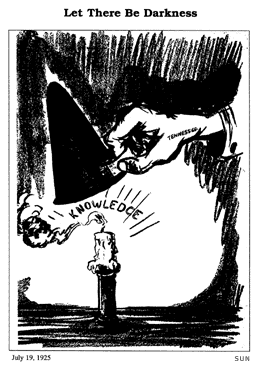 Let There Be Darkness
TENNESSEE
KNOWLEDGE
July 19, 1925
SUN